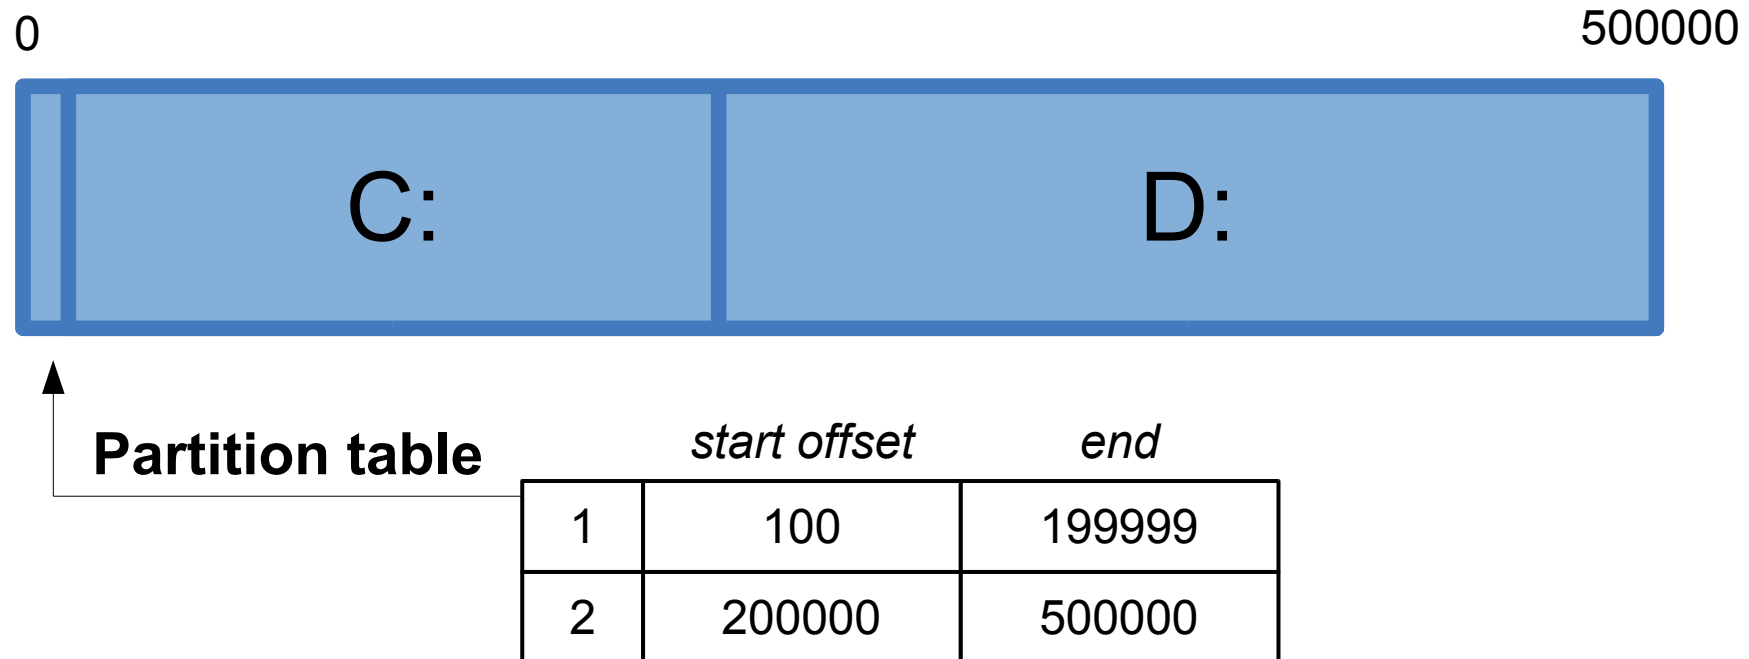 0 500000
C: D:
Partition table
start offset end
1 100 199999
2 200000 500000